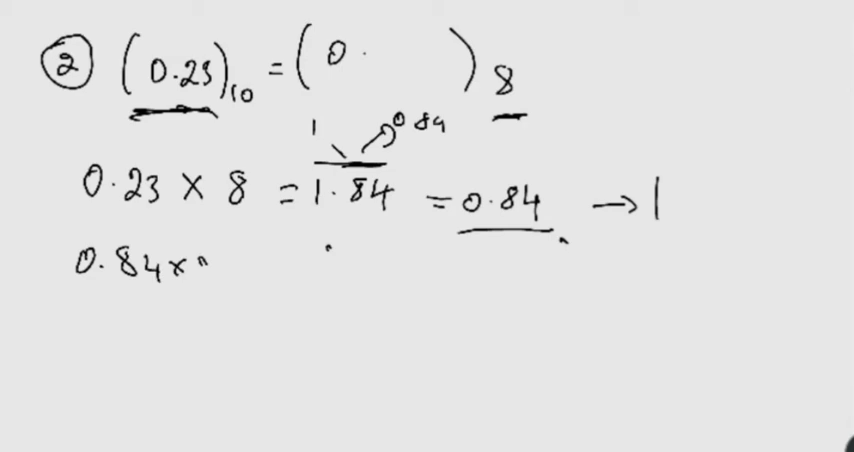 ② (0.23)₁₀ = (0.      )₈
1 0 84
0.23 × 8 = 1.84 = 0.84 → 1
0.84 ×